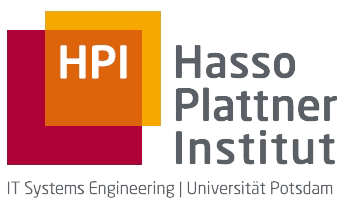 HPI
Hasso
Plattner
Institut
IT Systems Engineering | Universität Potsdam